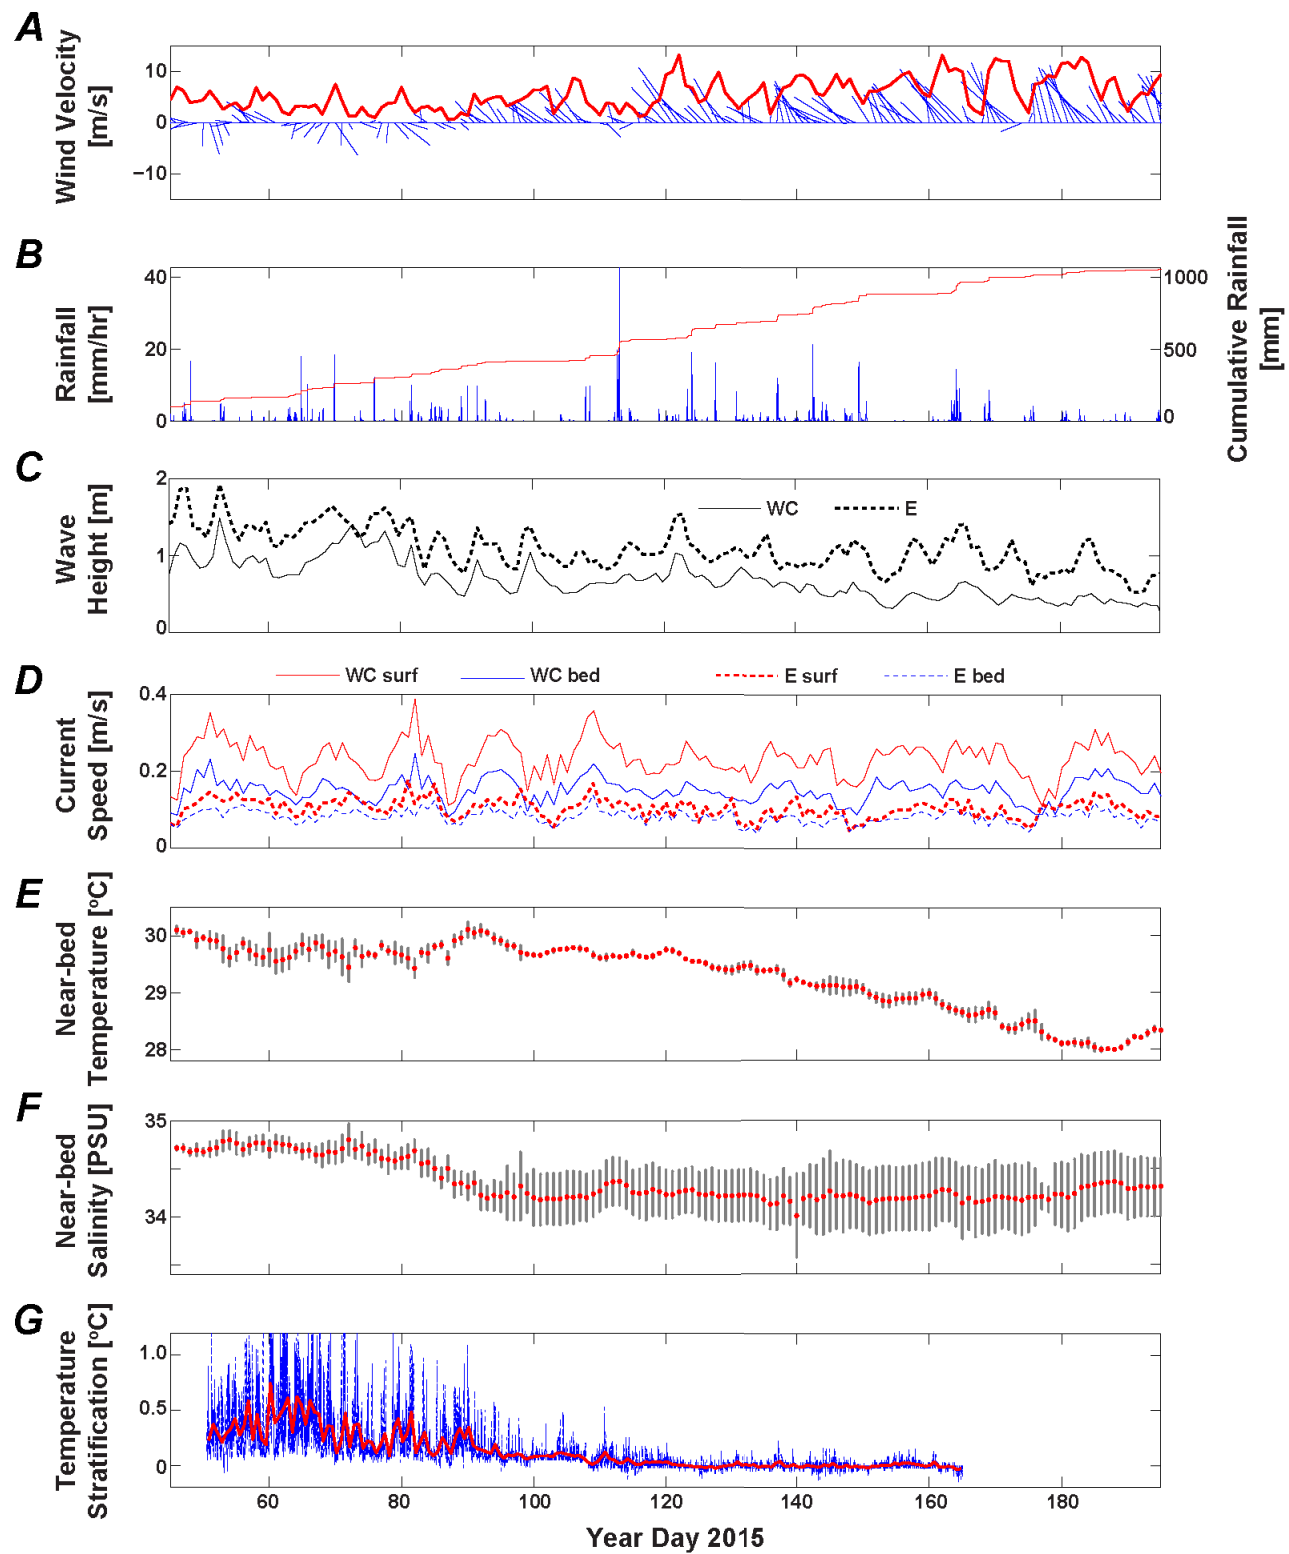 A
Wind Velocity
[m/s]
10
0
−10
B
Rainfall
[mm/hr]
40
20
0
1000
500
0
Cumulative Rainfall
[mm]
C
Wave
Height [m]
2
1
0
WC
E
D
Current
Speed [m/s]
WC surf
WC bed
E surf
E bed
0.4
0.2
0
E
Near-bed
Temperature [ºC]
30
29
28
F
Near-bed
Salinity [PSU]
35
34
G
Temperature
Stratification [ºC]
1.0
0.5
0
60 80 100 120 140 160 180
Year Day 2015